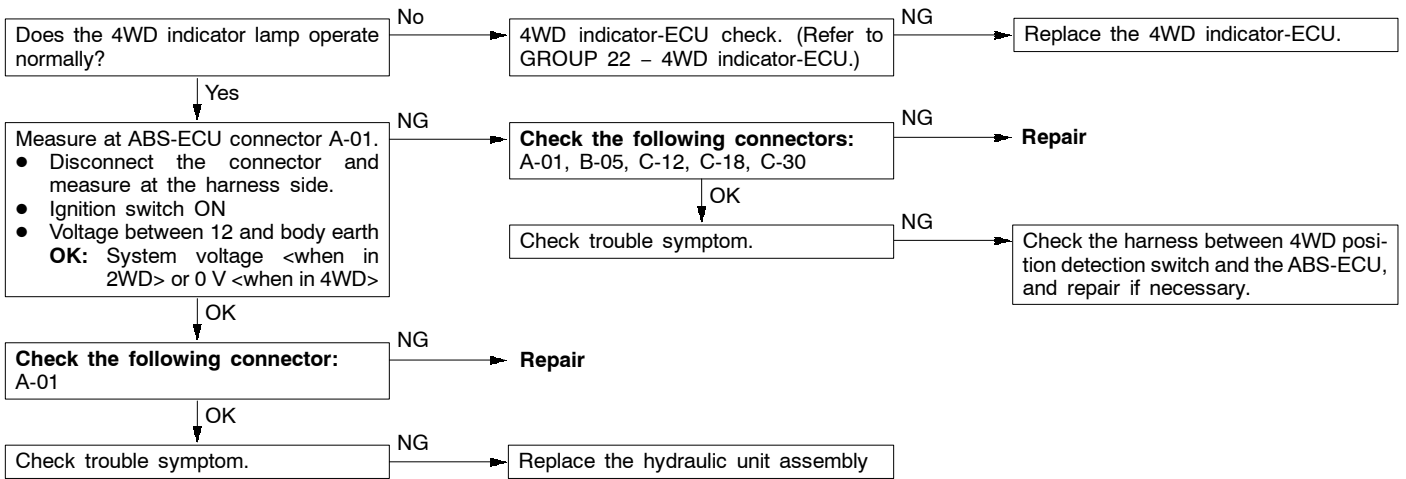 Does the 4WD indicator lamp operate
normally?
No
4WD indicator-ECU check. (Refer to
GROUP 22 – 4WD indicator-ECU.)
NG
Replace the 4WD indicator-ECU.
Yes
Measure at ABS-ECU connector A-01.
● Disconnect the connector and
measure at the harness side.
● Ignition switch ON
● Voltage between 12 and body earth
OK: System voltage <when in
2WD> or 0 V <when in 4WD>
NG
Check the following connectors:
A-01, B-05, C-12, C-18, C-30
NG
Repair
OK
Check trouble symptom.
NG
Check the harness between 4WD posi-
tion detection switch and the ABS-ECU,
and repair if necessary.
OK
Check the following connector:
A-01
NG
Repair
OK
Check trouble symptom.
NG
Replace the hydraulic unit assembly